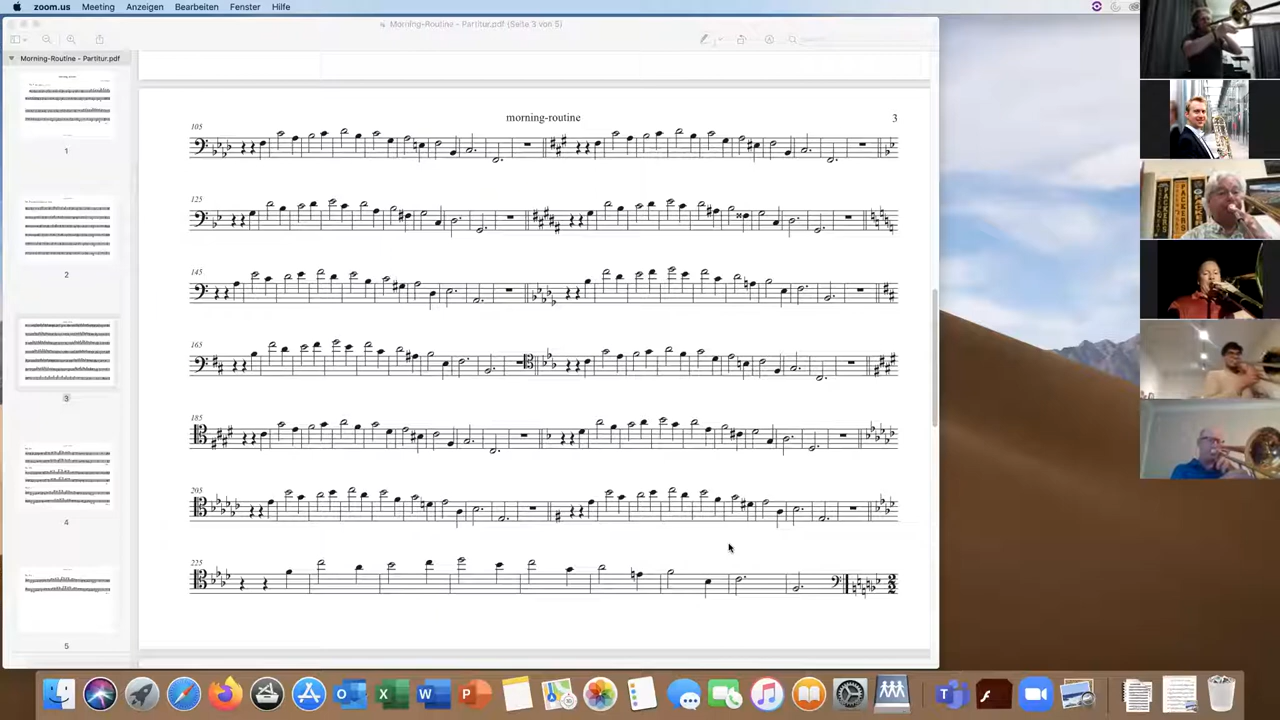 zoom.us Meeting Anzeigen Bearbeiten Fenster Hilfe
Morning-Routine - Partitur.pdf (Seite 3 von 5)
Morning-Routine - Partitur.pdf
1
2
3
4
5
morning-routine
3
105
125
145
165
185
205
225
PACKERS